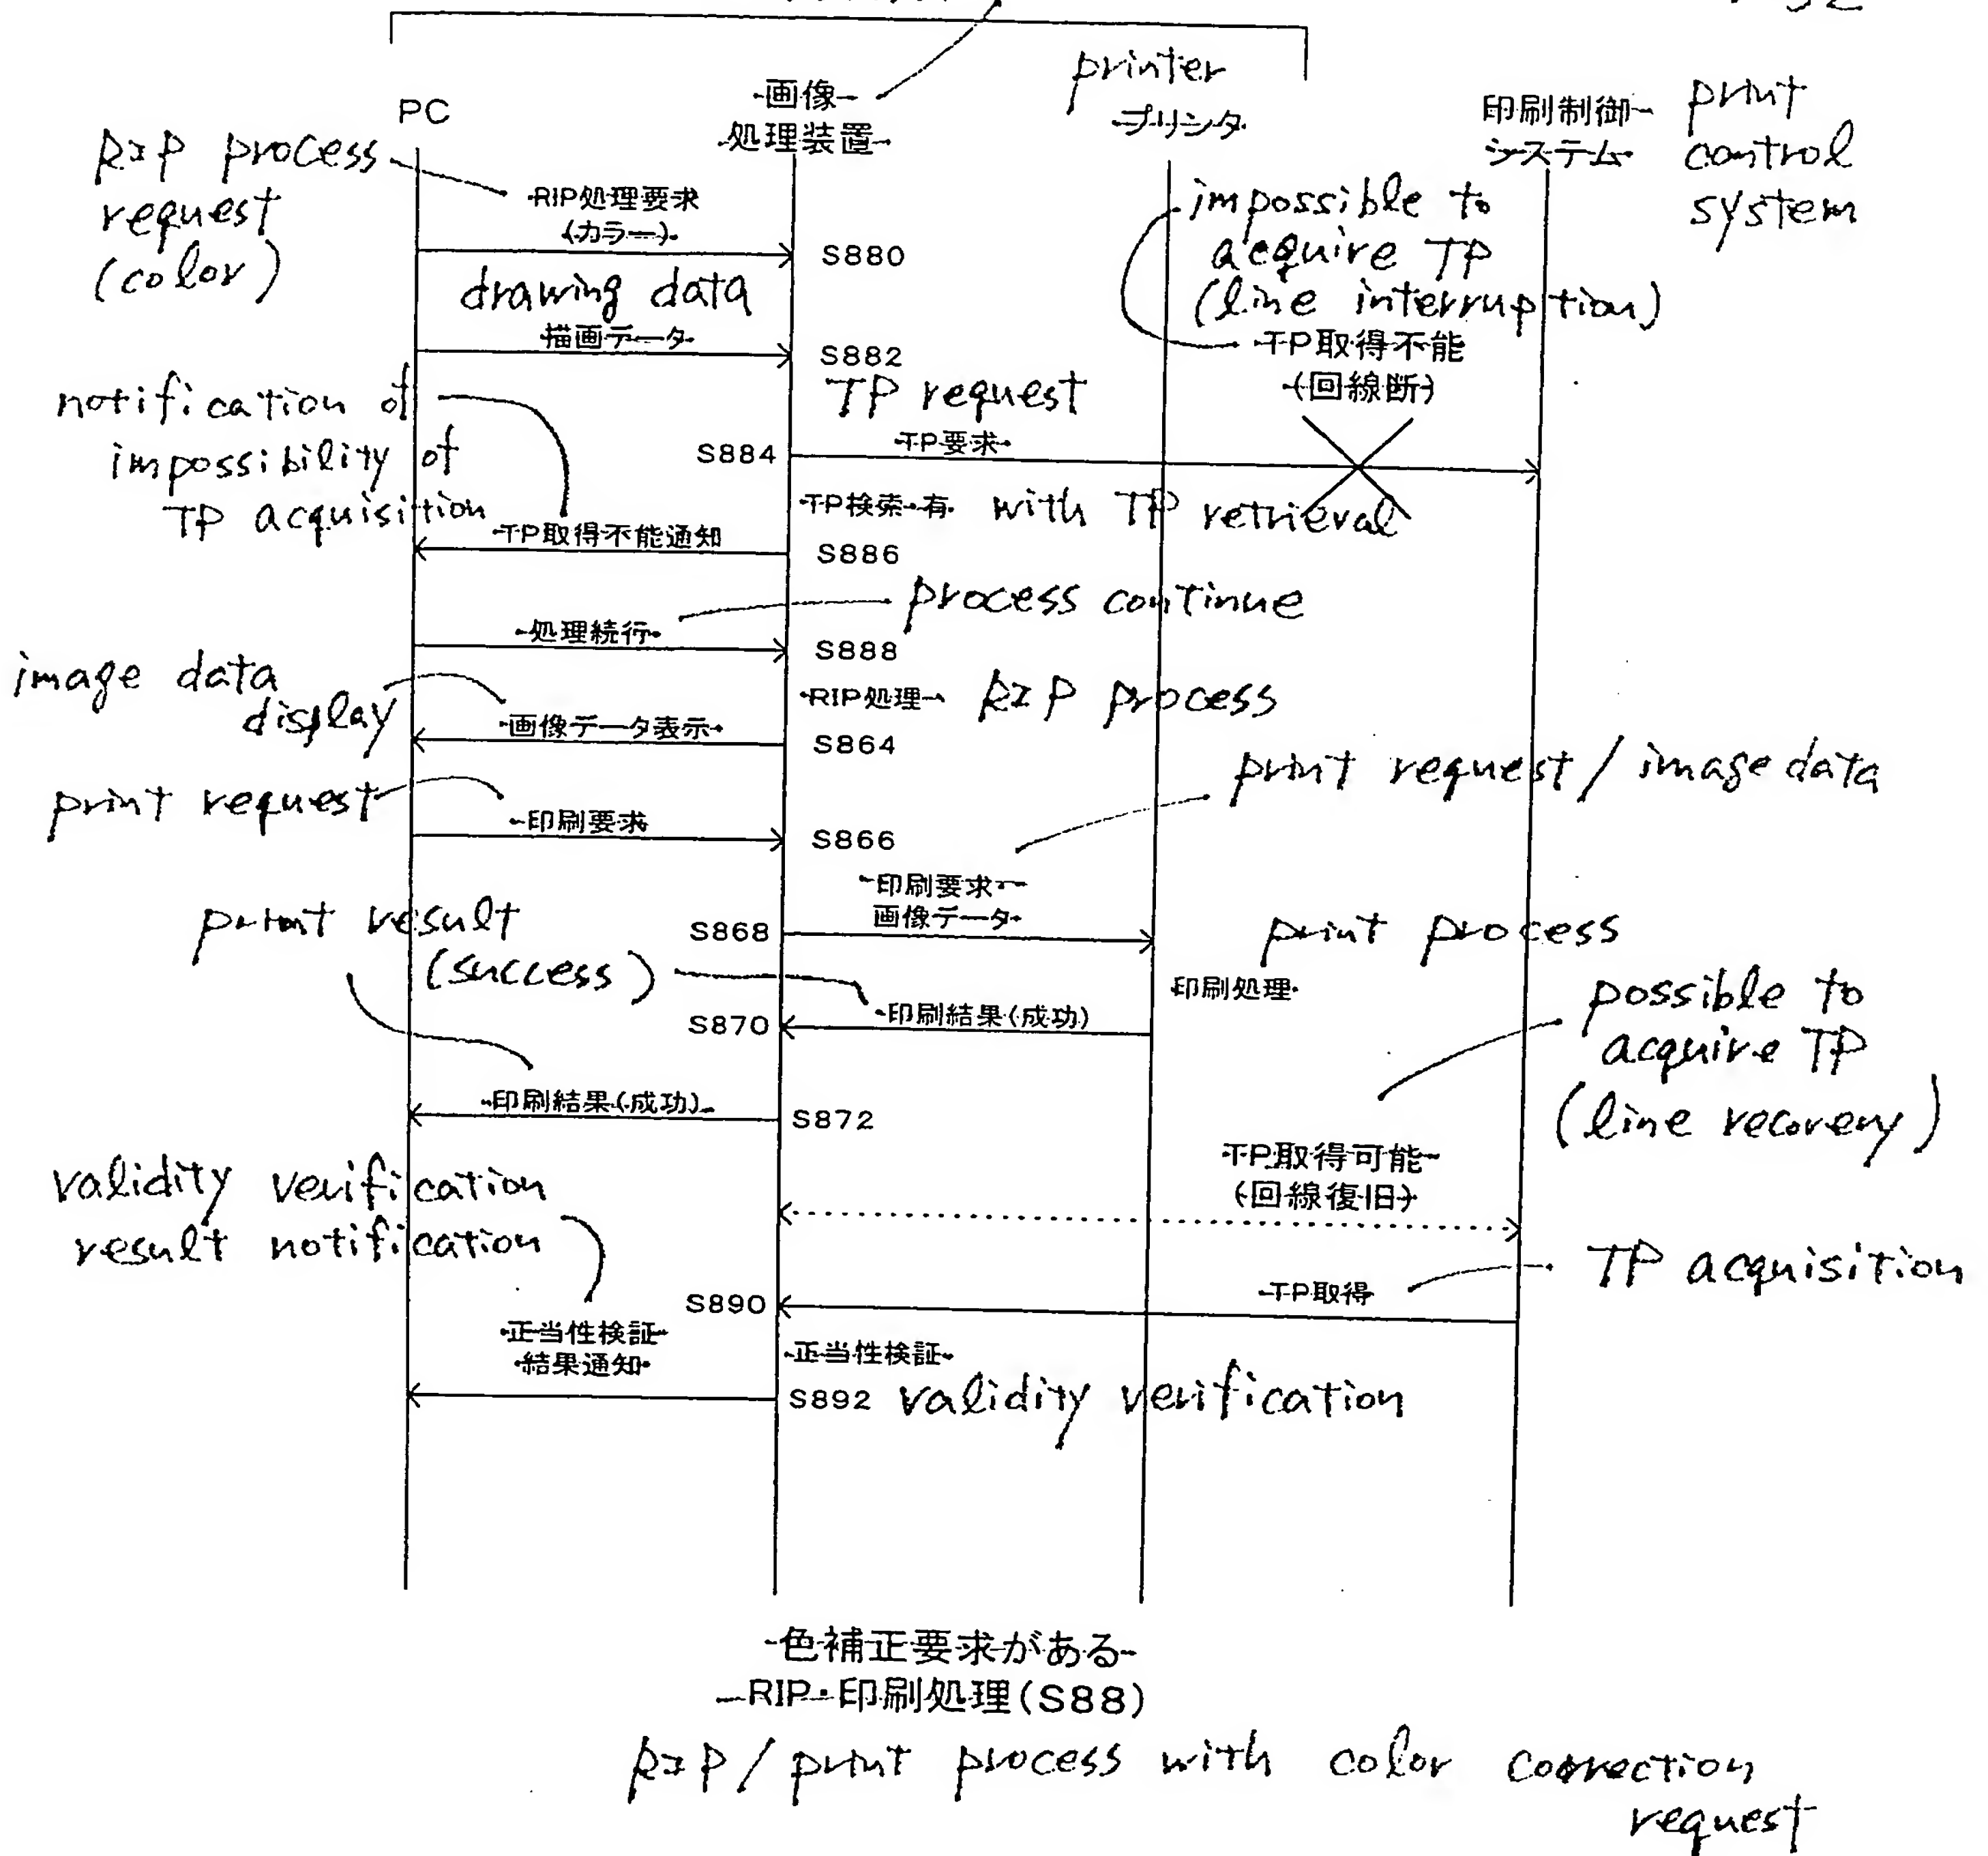 printer
PC
画像
処理装置
プリンタ
印刷制御
システム
print
control
system
RIP process
request
(color)
RIP処理要求
(カラー)
S880
impossible to
acquire TP
(line interruption)
drawing data
描画データ
S882
TP取得不能
(回線断)
notification of
impossibility of
TP acquisition
TP request
S884
TP要求
TP検索 有
with TP retrieval
TP取得不能通知
S886
process continue
処理続行
S888
image data
display
RIP処理
RIP process
画像データ表示
S864
print request / image data
print request
印刷要求
S866
印刷要求
画像データ
print result
(success)
S868
print process
印刷処理
S870
印刷結果(成功)
possible to
acquire TP
(line recovery)
印刷結果(成功)
S872
TP取得可能
(回線復旧)
validity verification
result notification
TP acquisition
S890
TP取得
正当性検証
結果通知
正当性検証
S892
validity verification
色補正要求がある
RIP・印刷処理(S88)
RIP / print process with color correction
request